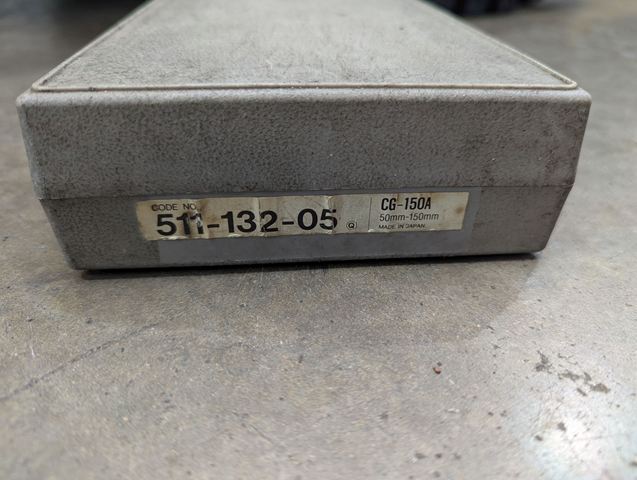 CODE NO.
511-132-05 Q
CG-150A
50mm-150mm
MADE IN JAPAN